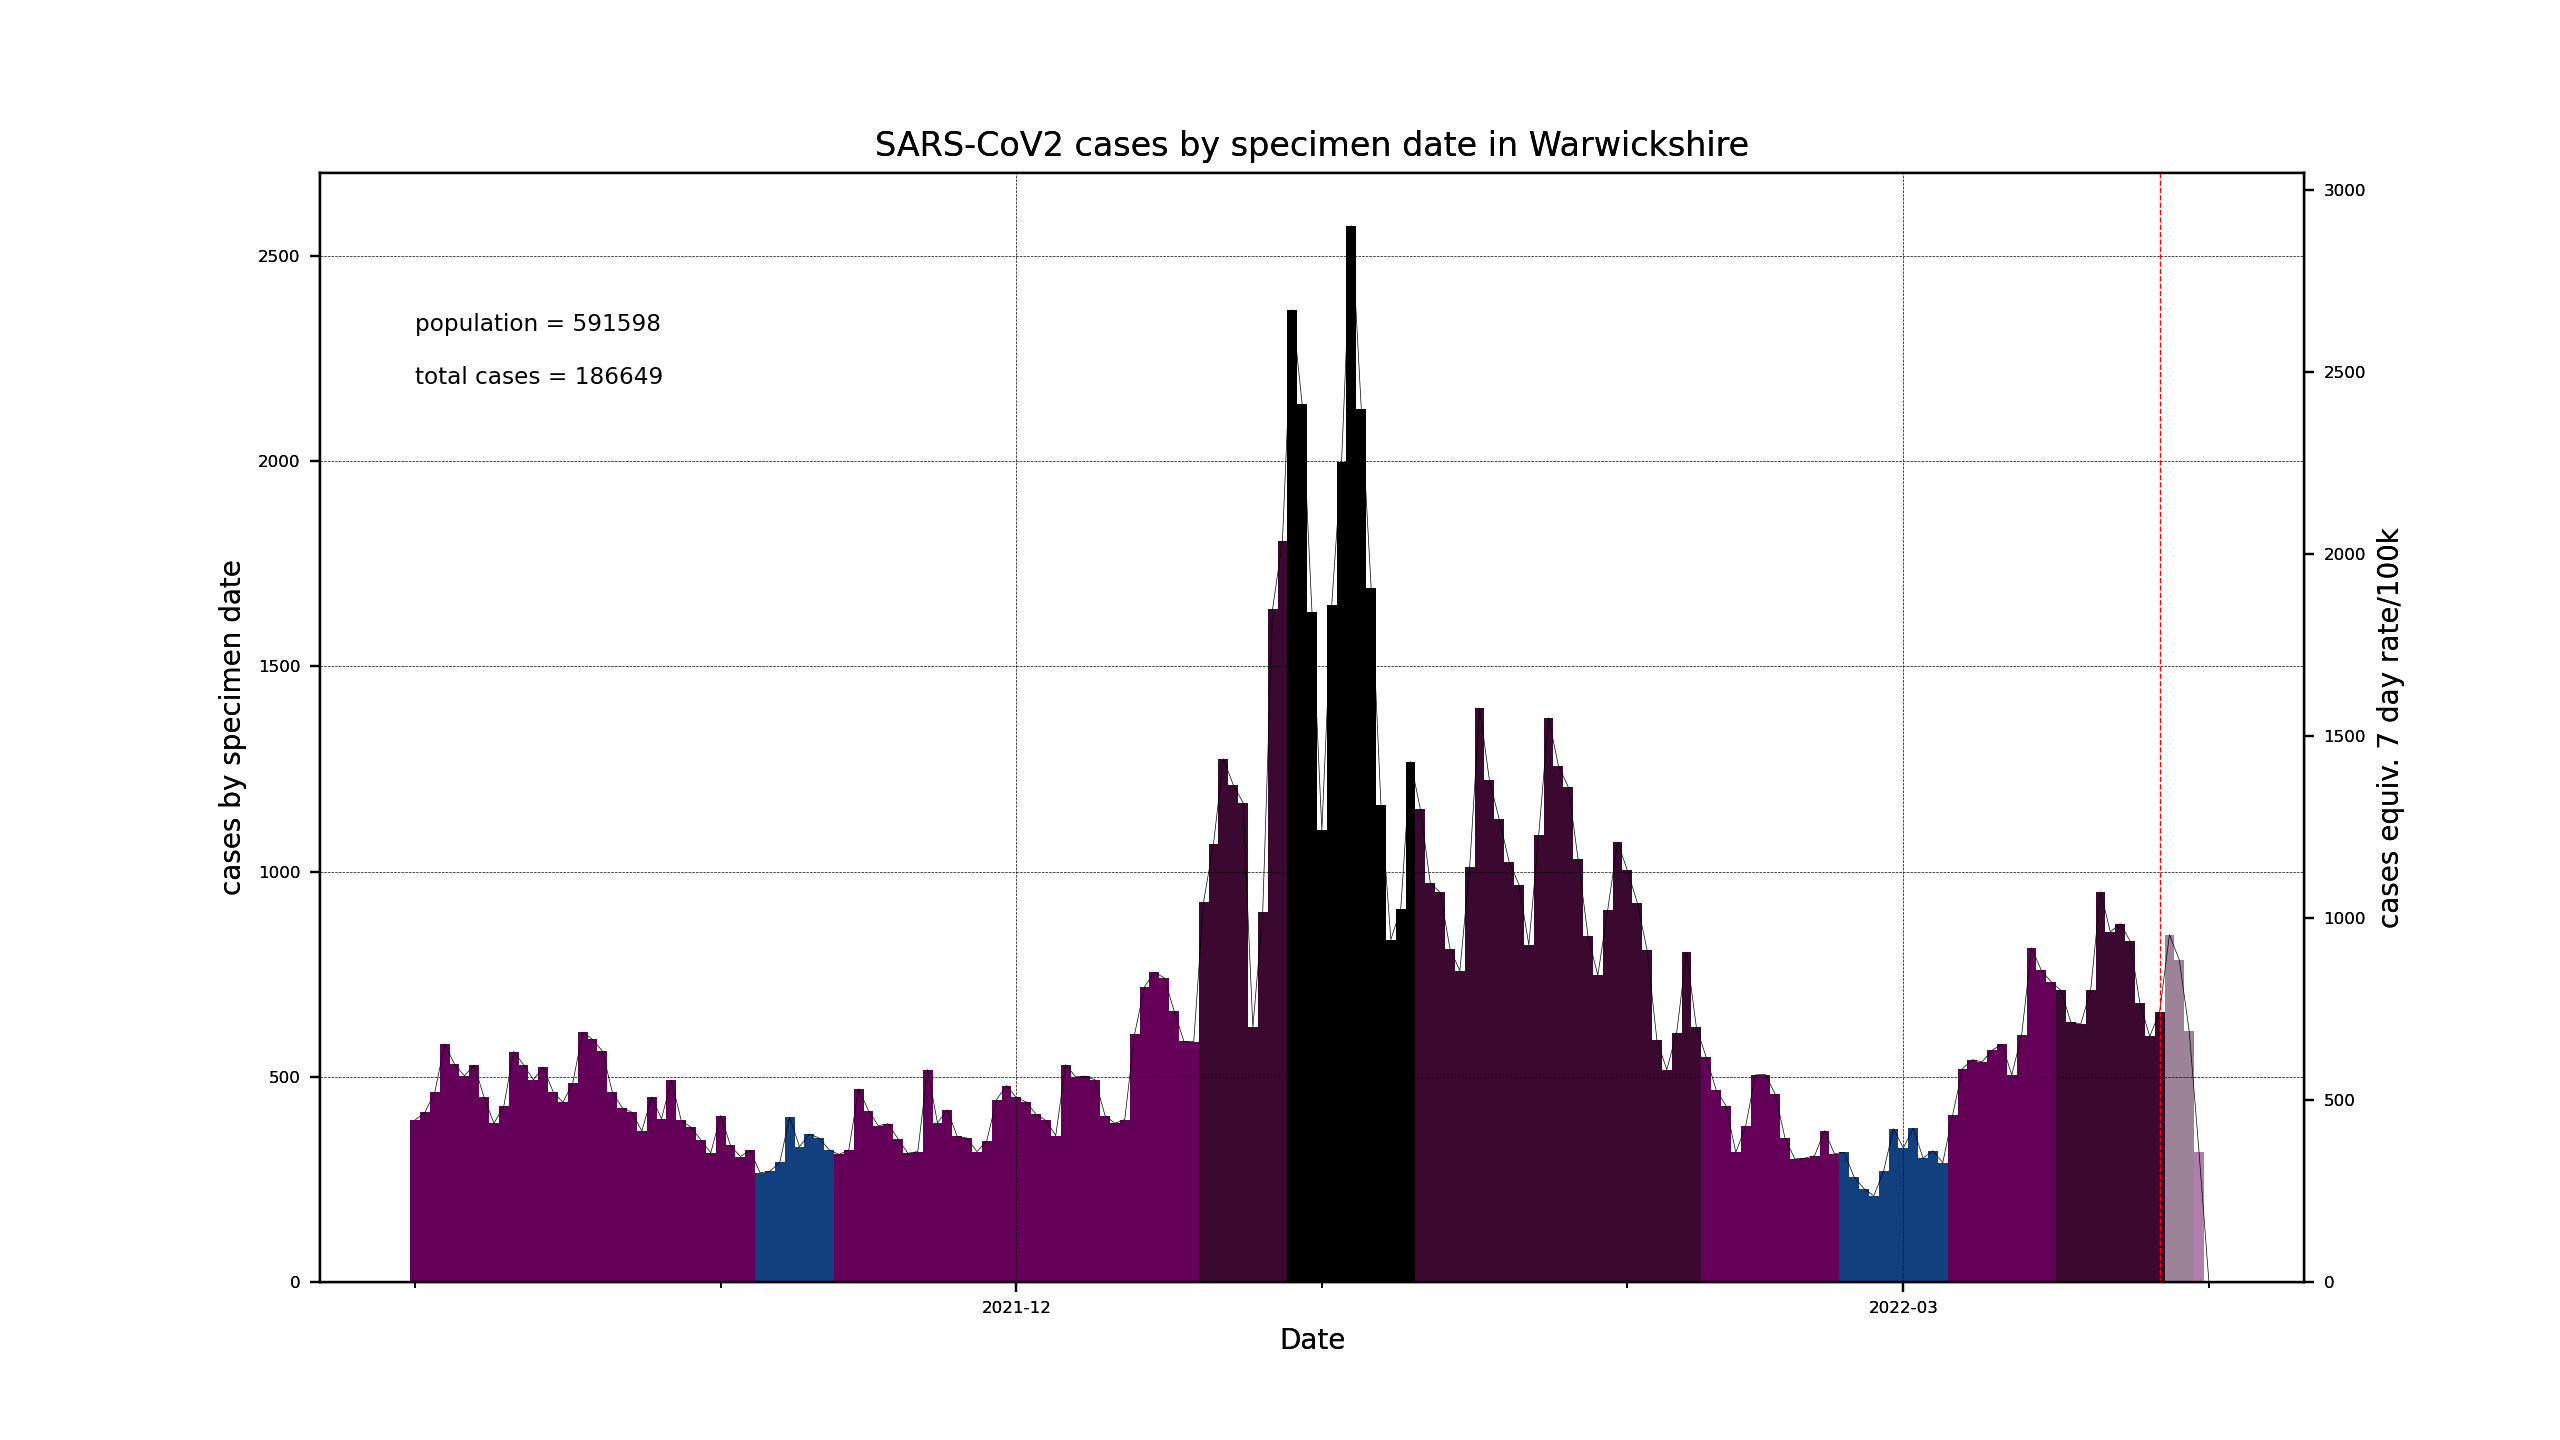 SARS-CoV2 cases by specimen date in Warwickshire
population = 591598
total cases = 186649
cases by specimen date
2500
2000
1500
1000
500
0
3000
2500
2000
1500
1000
500
0
cases equiv. 7 day rate/100k
2021-12
2022-03
Date